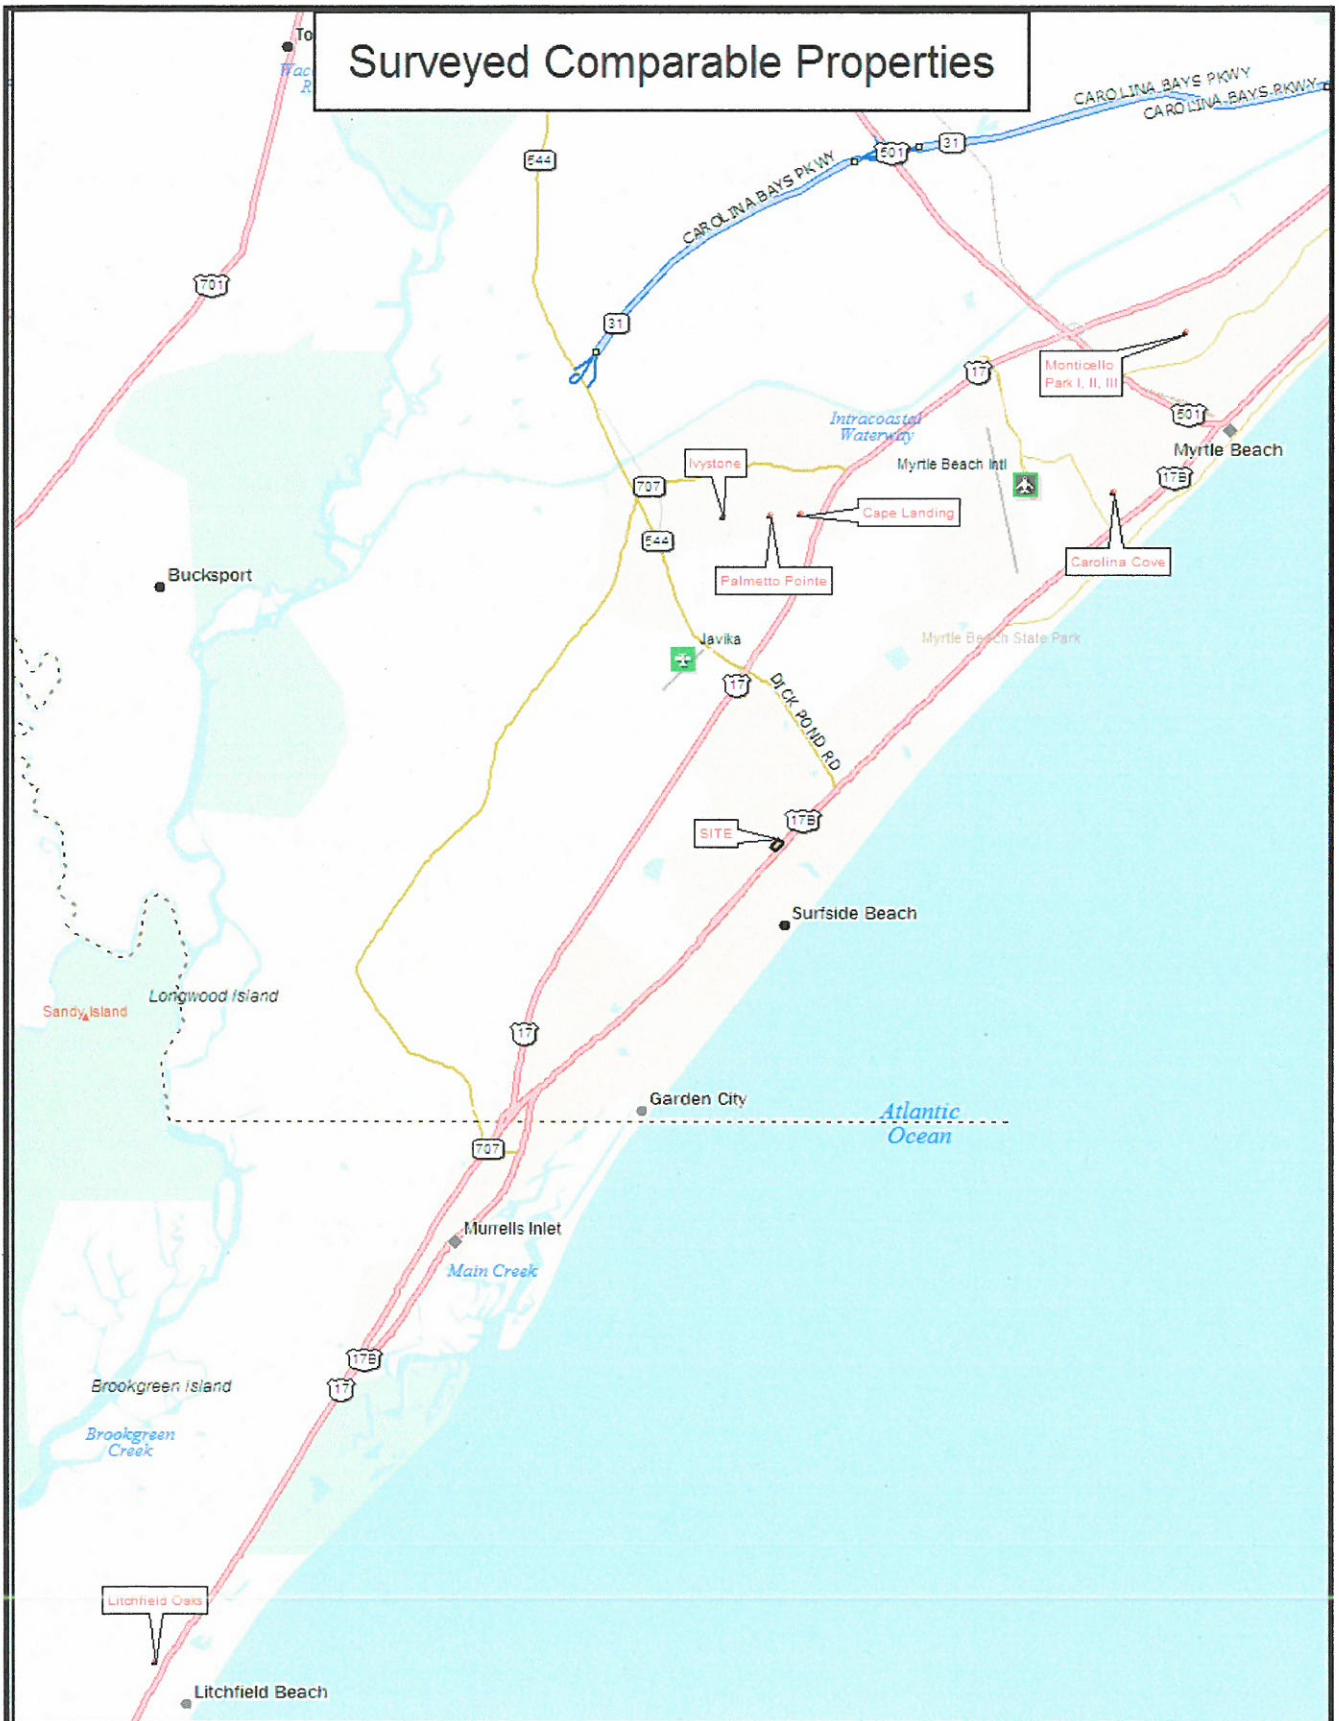 Surveyed Comparable Properties
To
Wac
R
CAROLINA BAYS PKWY
CAROLINA BAYS PKWY
544
501
31
CAROLINA BAYS PKWY
701
31
Monticello
Park I, II, III
17
501
Intracoastal
Waterway
Myrtle Beach
Ivystone
Myrtle Beach Intl
17B
707
Cape Landing
544
Carolina Cove
Bucksport
Palmetto Pointe
Javika
Myrtle Beach State Park
17
DICK POND RD
17B
SITE
Surfside Beach
Longwood Island
Sandy Island
17
Garden City
Atlantic
Ocean
707
Murrells Inlet
Main Creek
17B
Brookgreen Island
17
Brookgreen
Creek
Litchfield Oaks
Litchfield Beach